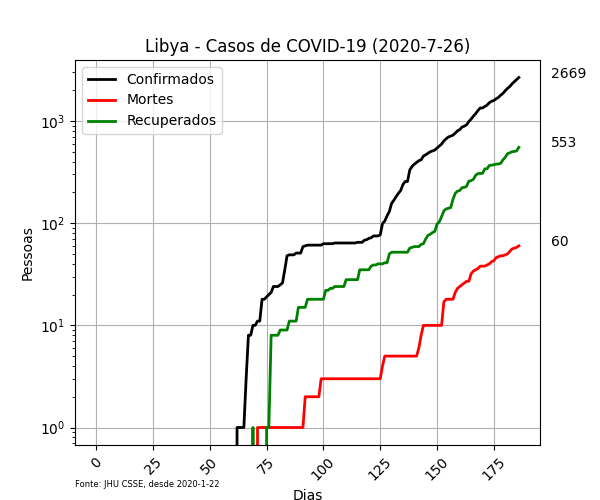 Libya - Casos de COVID-19 (2020-7-26)
Confirmados
Mortes
Recuperados
2669
553
60
Pessoas
10³
10²
10¹
10⁰
0 25 50 75 100 125 150 175
Fonte: JHU CSSE, desde 2020-1-22
Dias